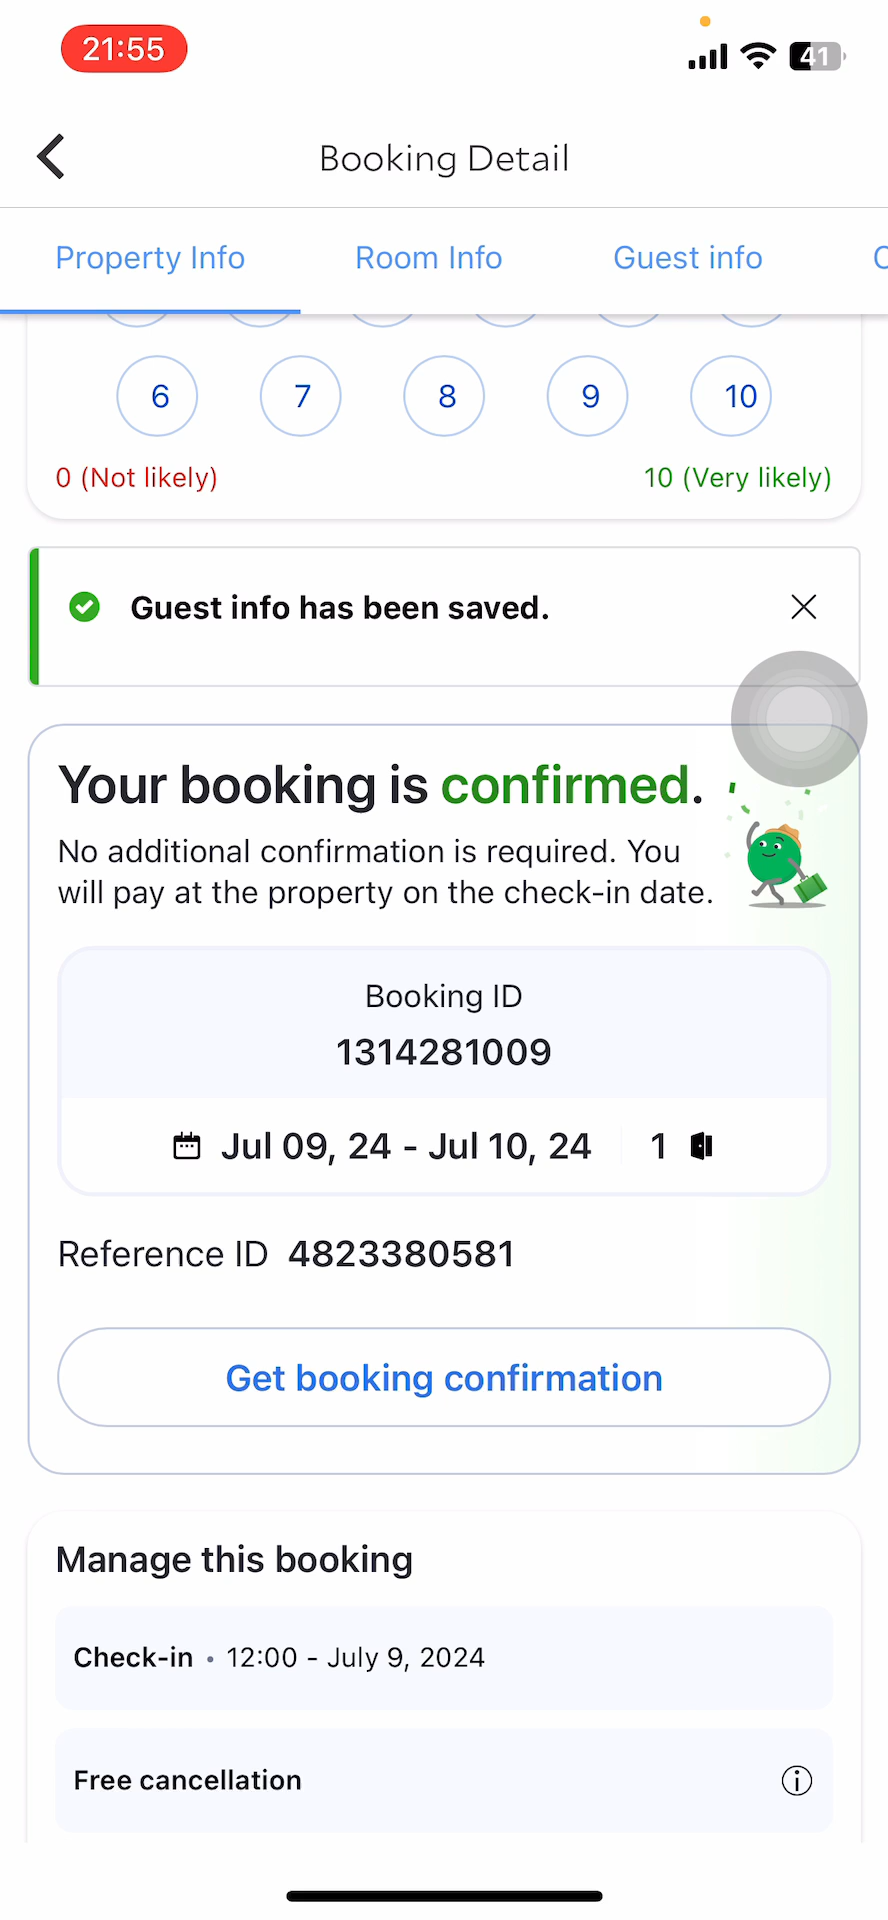 21:55
41
Booking Detail
Property Info Room Info Guest info
6 7 8 9 10
0 (Not likely) 10 (Very likely)
Guest info has been saved.
Your booking is confirmed.
No additional confirmation is required. You
will pay at the property on the check-in date.
Booking ID
1314281009
Jul 09, 24 - Jul 10, 24 1
Reference ID 4823380581
Get booking confirmation
Manage this booking
Check-in • 12:00 - July 9, 2024
Free cancellation